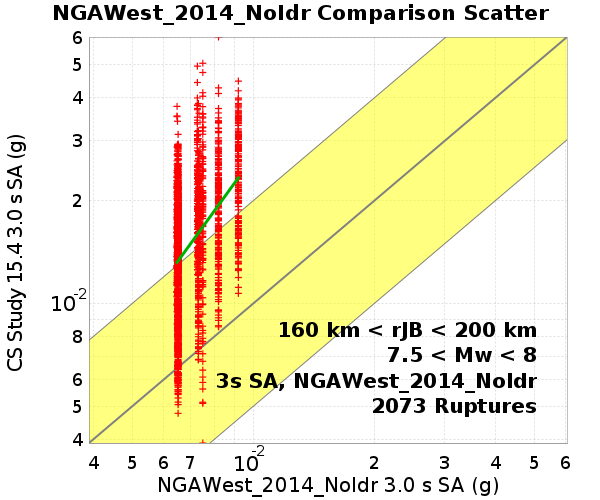 NGAWest_2014_NoIdr Comparison Scatter
CS Study 15.4 3.0 s SA (g)
6
5
4
3
2
10-2
8
6
5
4
160 km < rJB < 200 km
7.5 < Mw < 8
3s SA, NGAWest_2014_NoIdr
2073 Ruptures
4 5 6 7 10-2 2 3 4 5 6
NGAWest_2014_NoIdr 3.0 s SA (g)